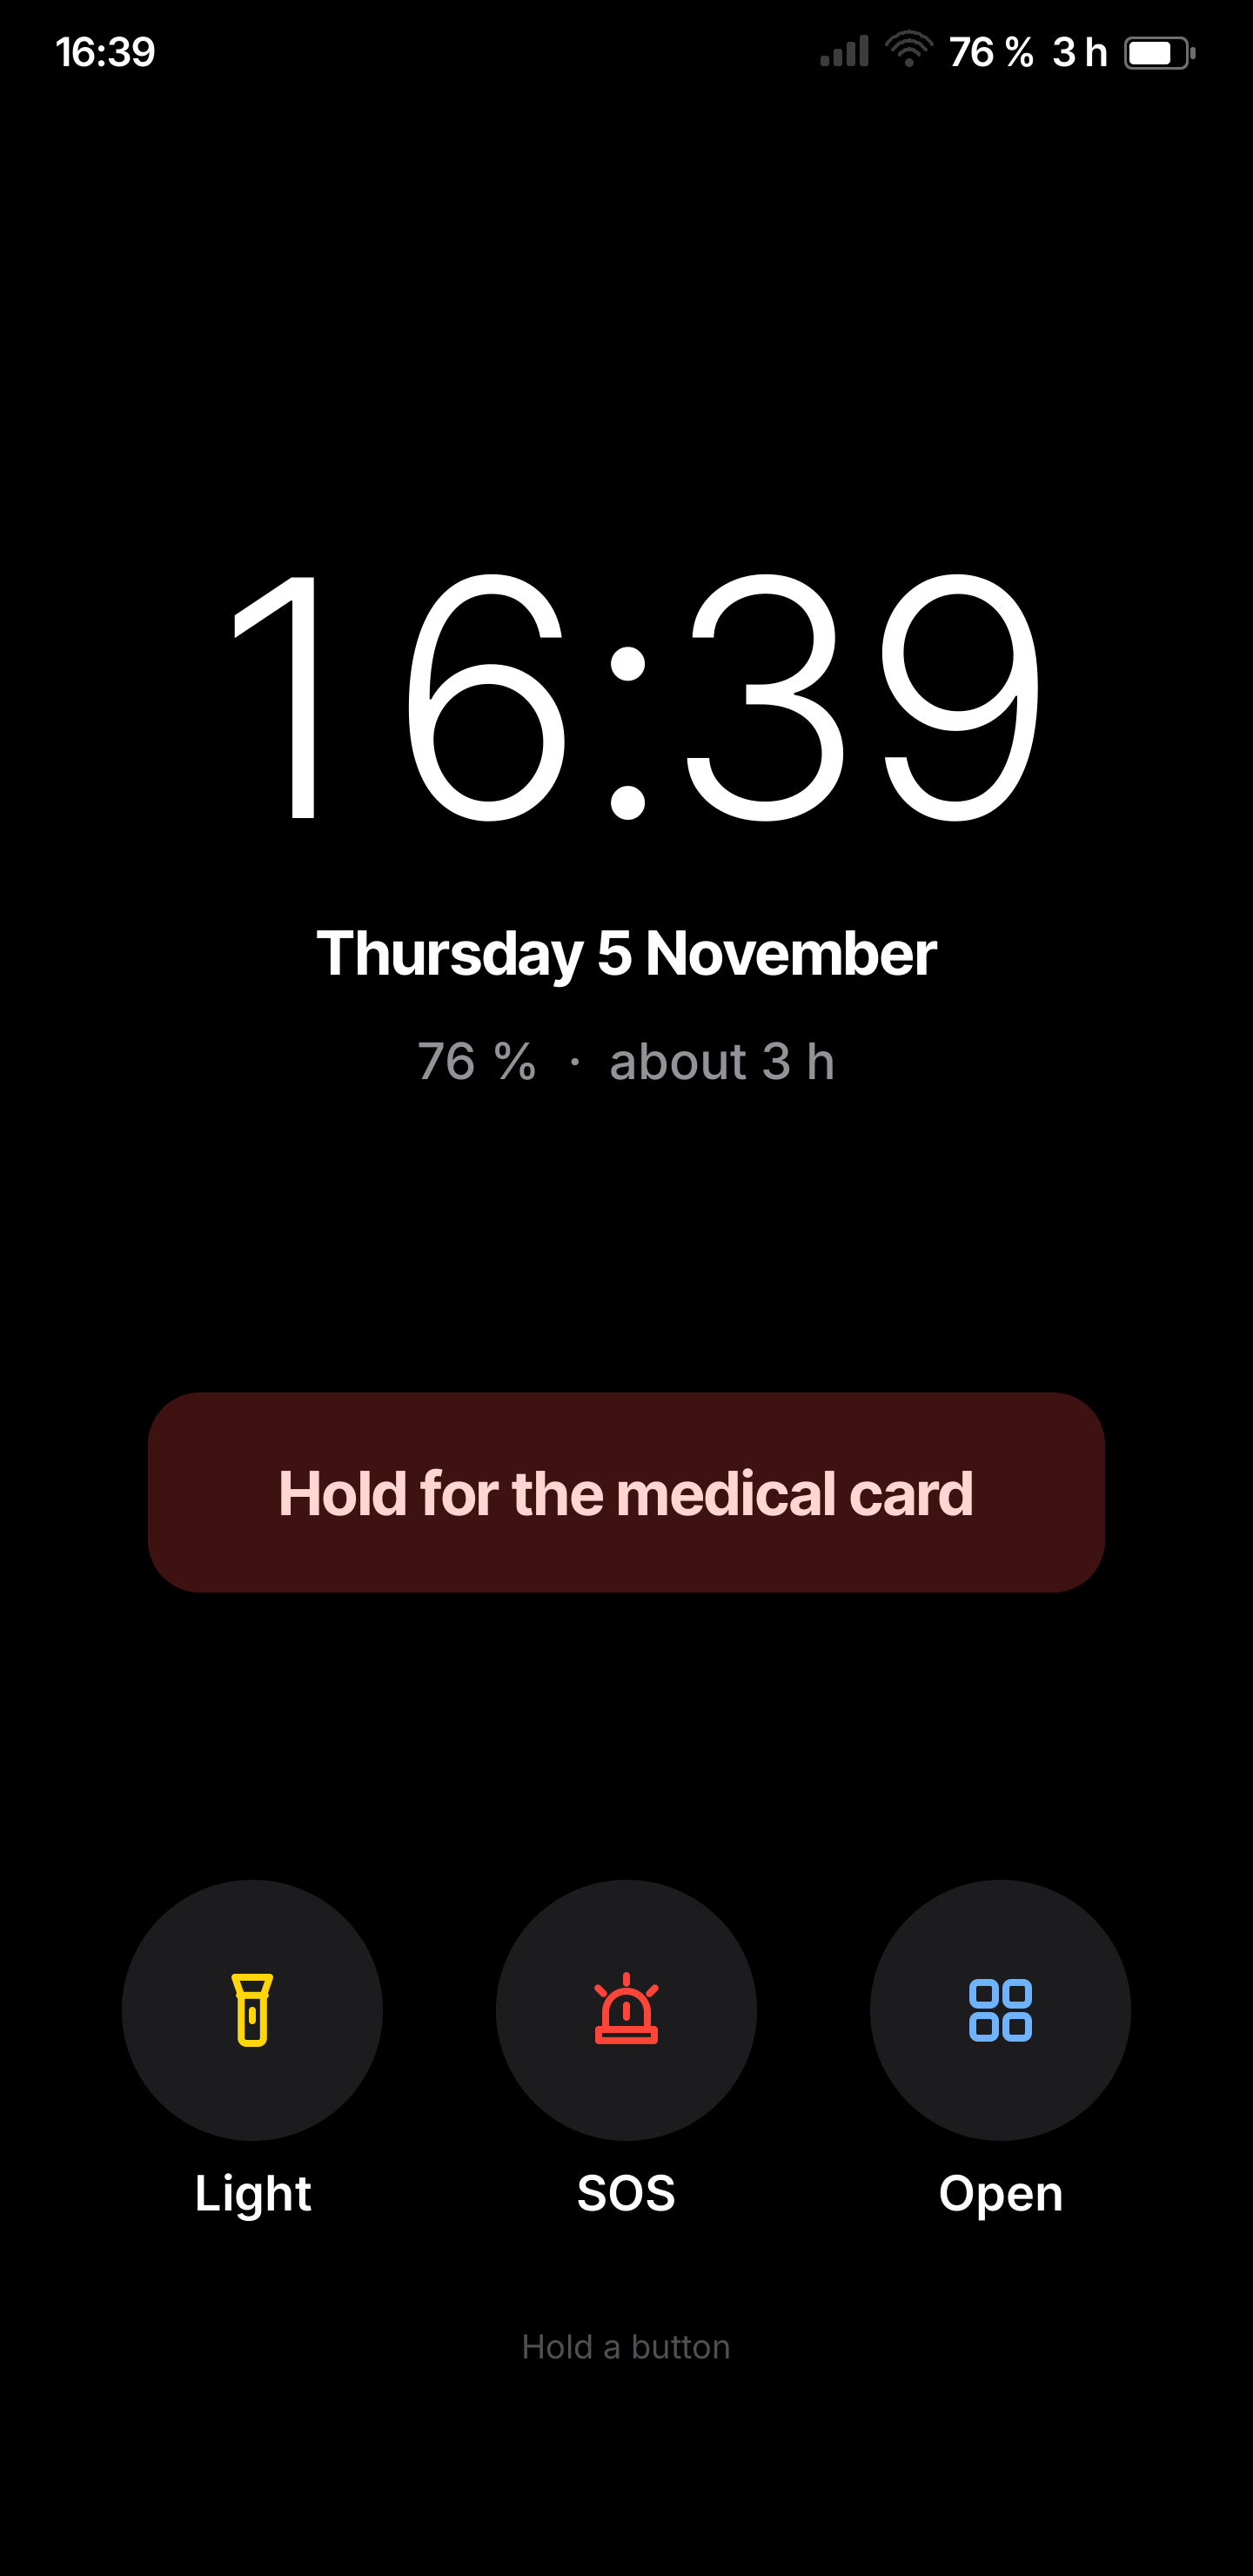 16:39 76 % 3 h
16:39
Thursday 5 November
76 % · about 3 h
Hold for the medical card
Light SOS Open
Hold a button